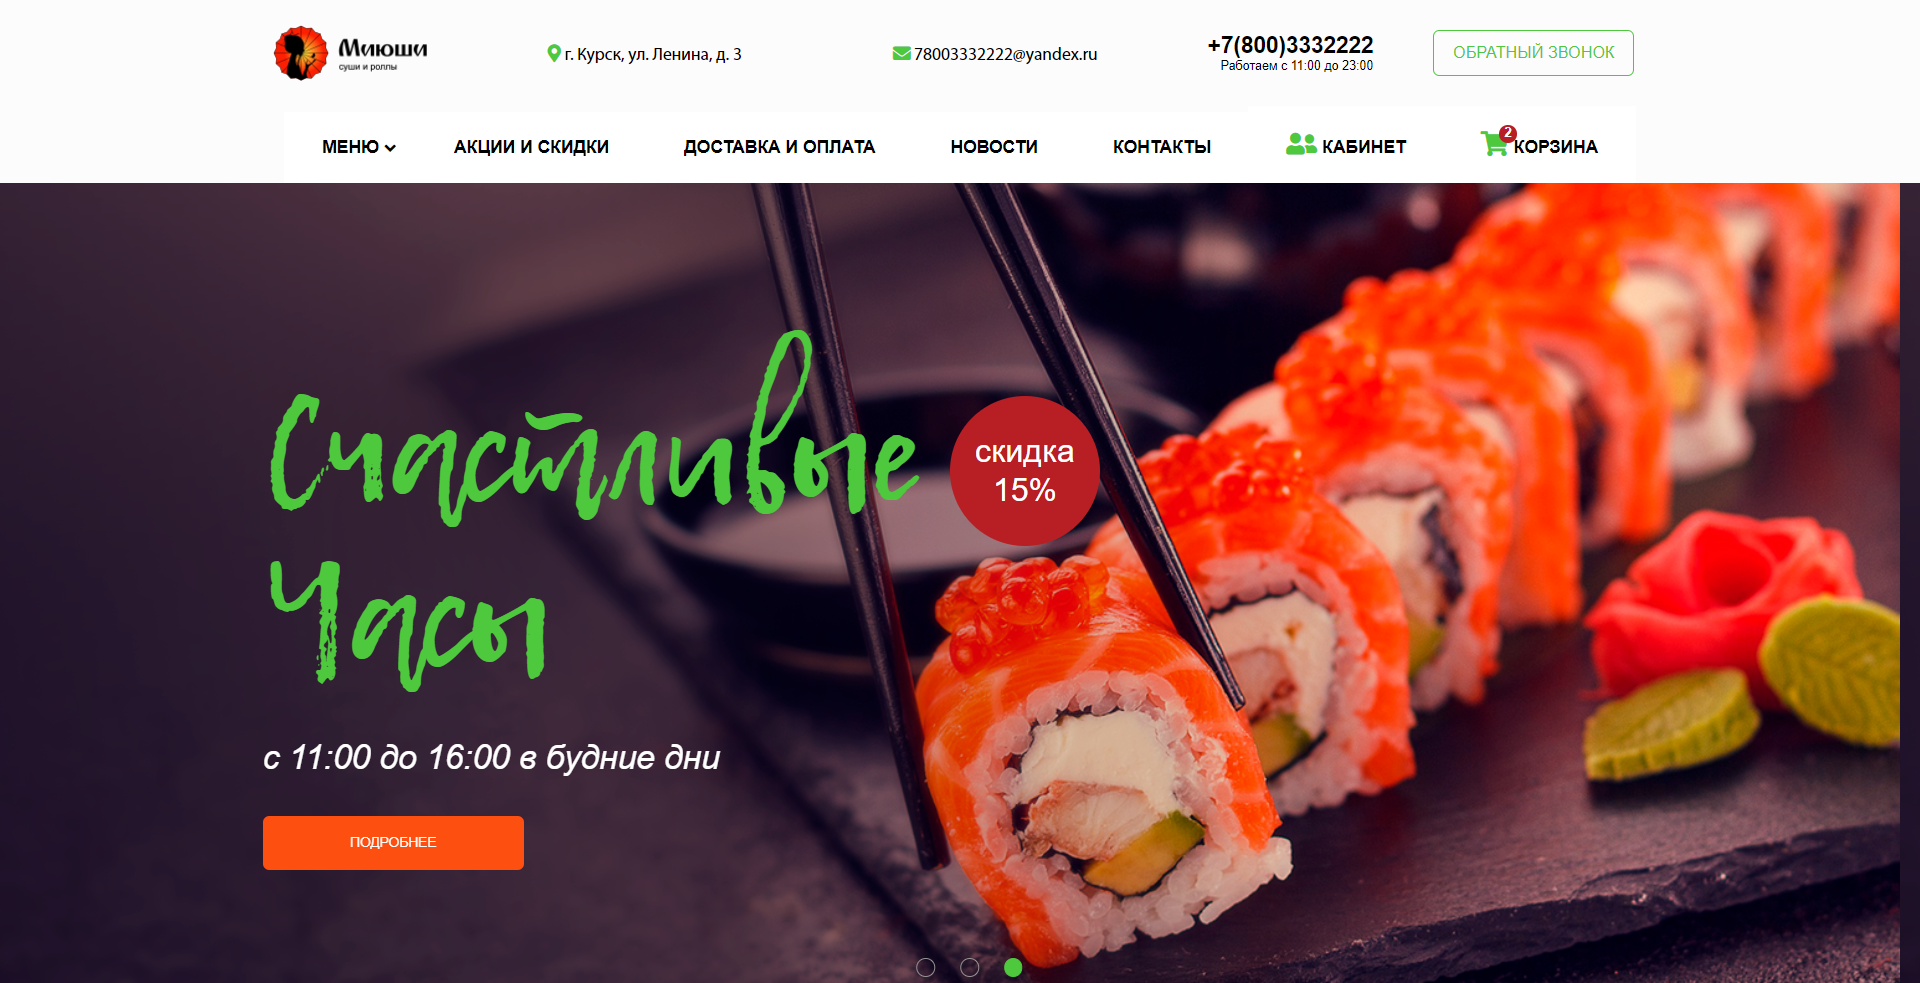 Миюши
суши и роллы
г. Курск, ул. Ленина, д. 3
78003332222@yandex.ru
+7(800)3332222
Работаем с 11:00 до 23:00
ОБРАТНЫЙ ЗВОНОК
МЕНЮ
АКЦИИ И СКИДКИ
ДОСТАВКА И ОПЛАТА
НОВОСТИ
КОНТАКТЫ
КАБИНЕТ
2
КОРЗИНА
Счастливые
Часы
скидка
15%
с 11:00 до 16:00 в будние дни
ПОДРОБНЕЕ